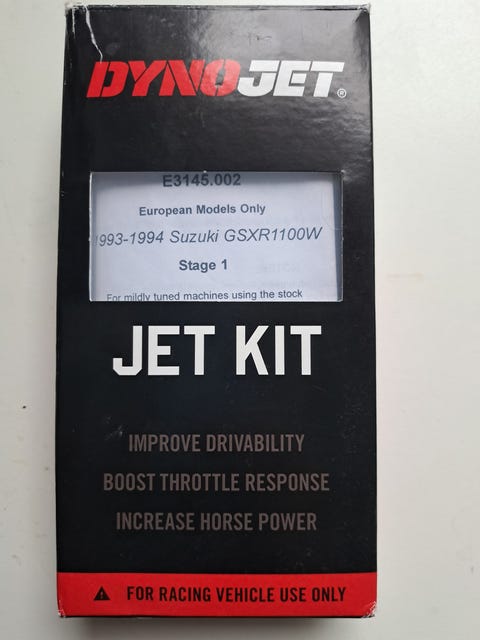 DYNOJET®
E3145.002
European Models Only
1993-1994 Suzuki GSXR1100W
Stage 1
For mildly tuned machines using the stock
JET KIT
IMPROVE DRIVABILITY
BOOST THROTTLE RESPONSE
INCREASE HORSE POWER
FOR RACING VEHICLE USE ONLY